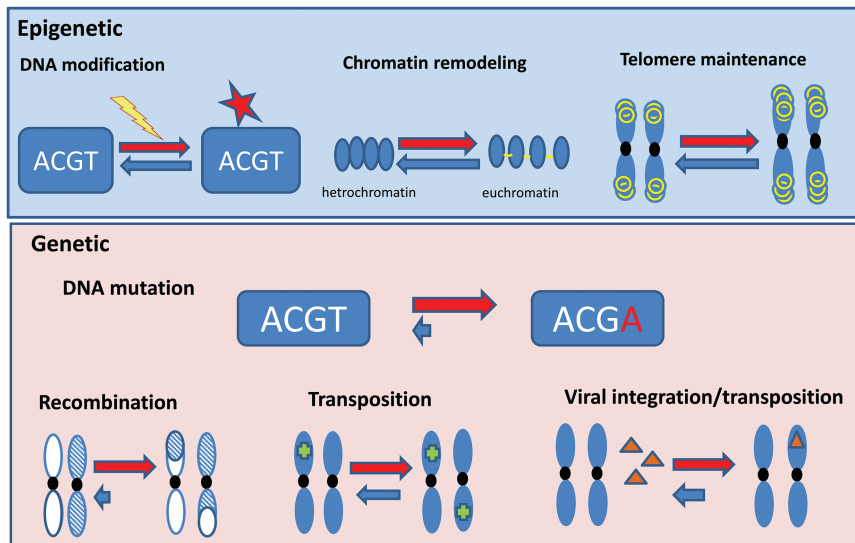 Epigenetic
DNA modification
Chromatin remodeling
Telomere maintenance
ACGT
ACGT
hetrochromatin
euchromatin
Genetic
DNA mutation
ACGT
ACGA
Recombination
Transposition
Viral integration/transposition